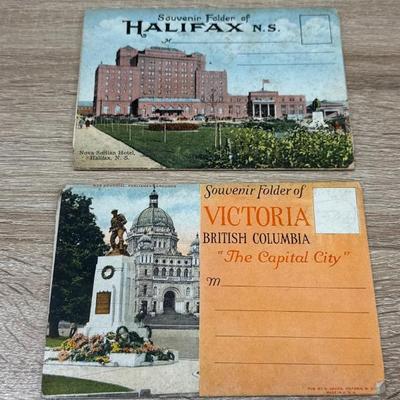 Souvenir Folder of
HALIFAX N.S.
M
Nova Scotian Hotel,
Halifax, N. S.
Souvenir Folder of
VICTORIA
BRITISH COLUMBIA
"The Capital City"
M